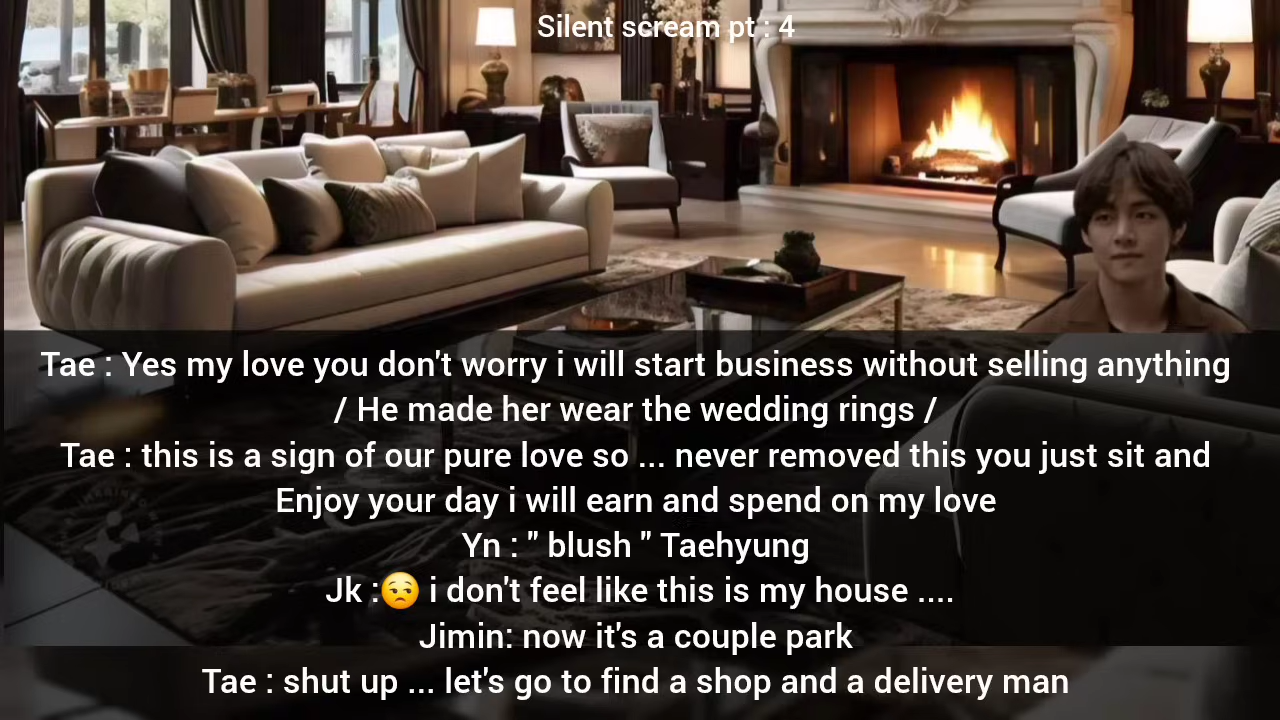 Silent scream pt : 4
Tae : Yes my love you don't worry i will start business without selling anything
/ He made her wear the wedding rings /
Tae : this is a sign of our pure love so ... never removed this you just sit and
Enjoy your day i will earn and spend on my love
Yn : " blush " Taehyung
Jk :😒 i don't feel like this is my house ....
Jimin: now it's a couple park
Tae : shut up ... let's go to find a shop and a delivery man